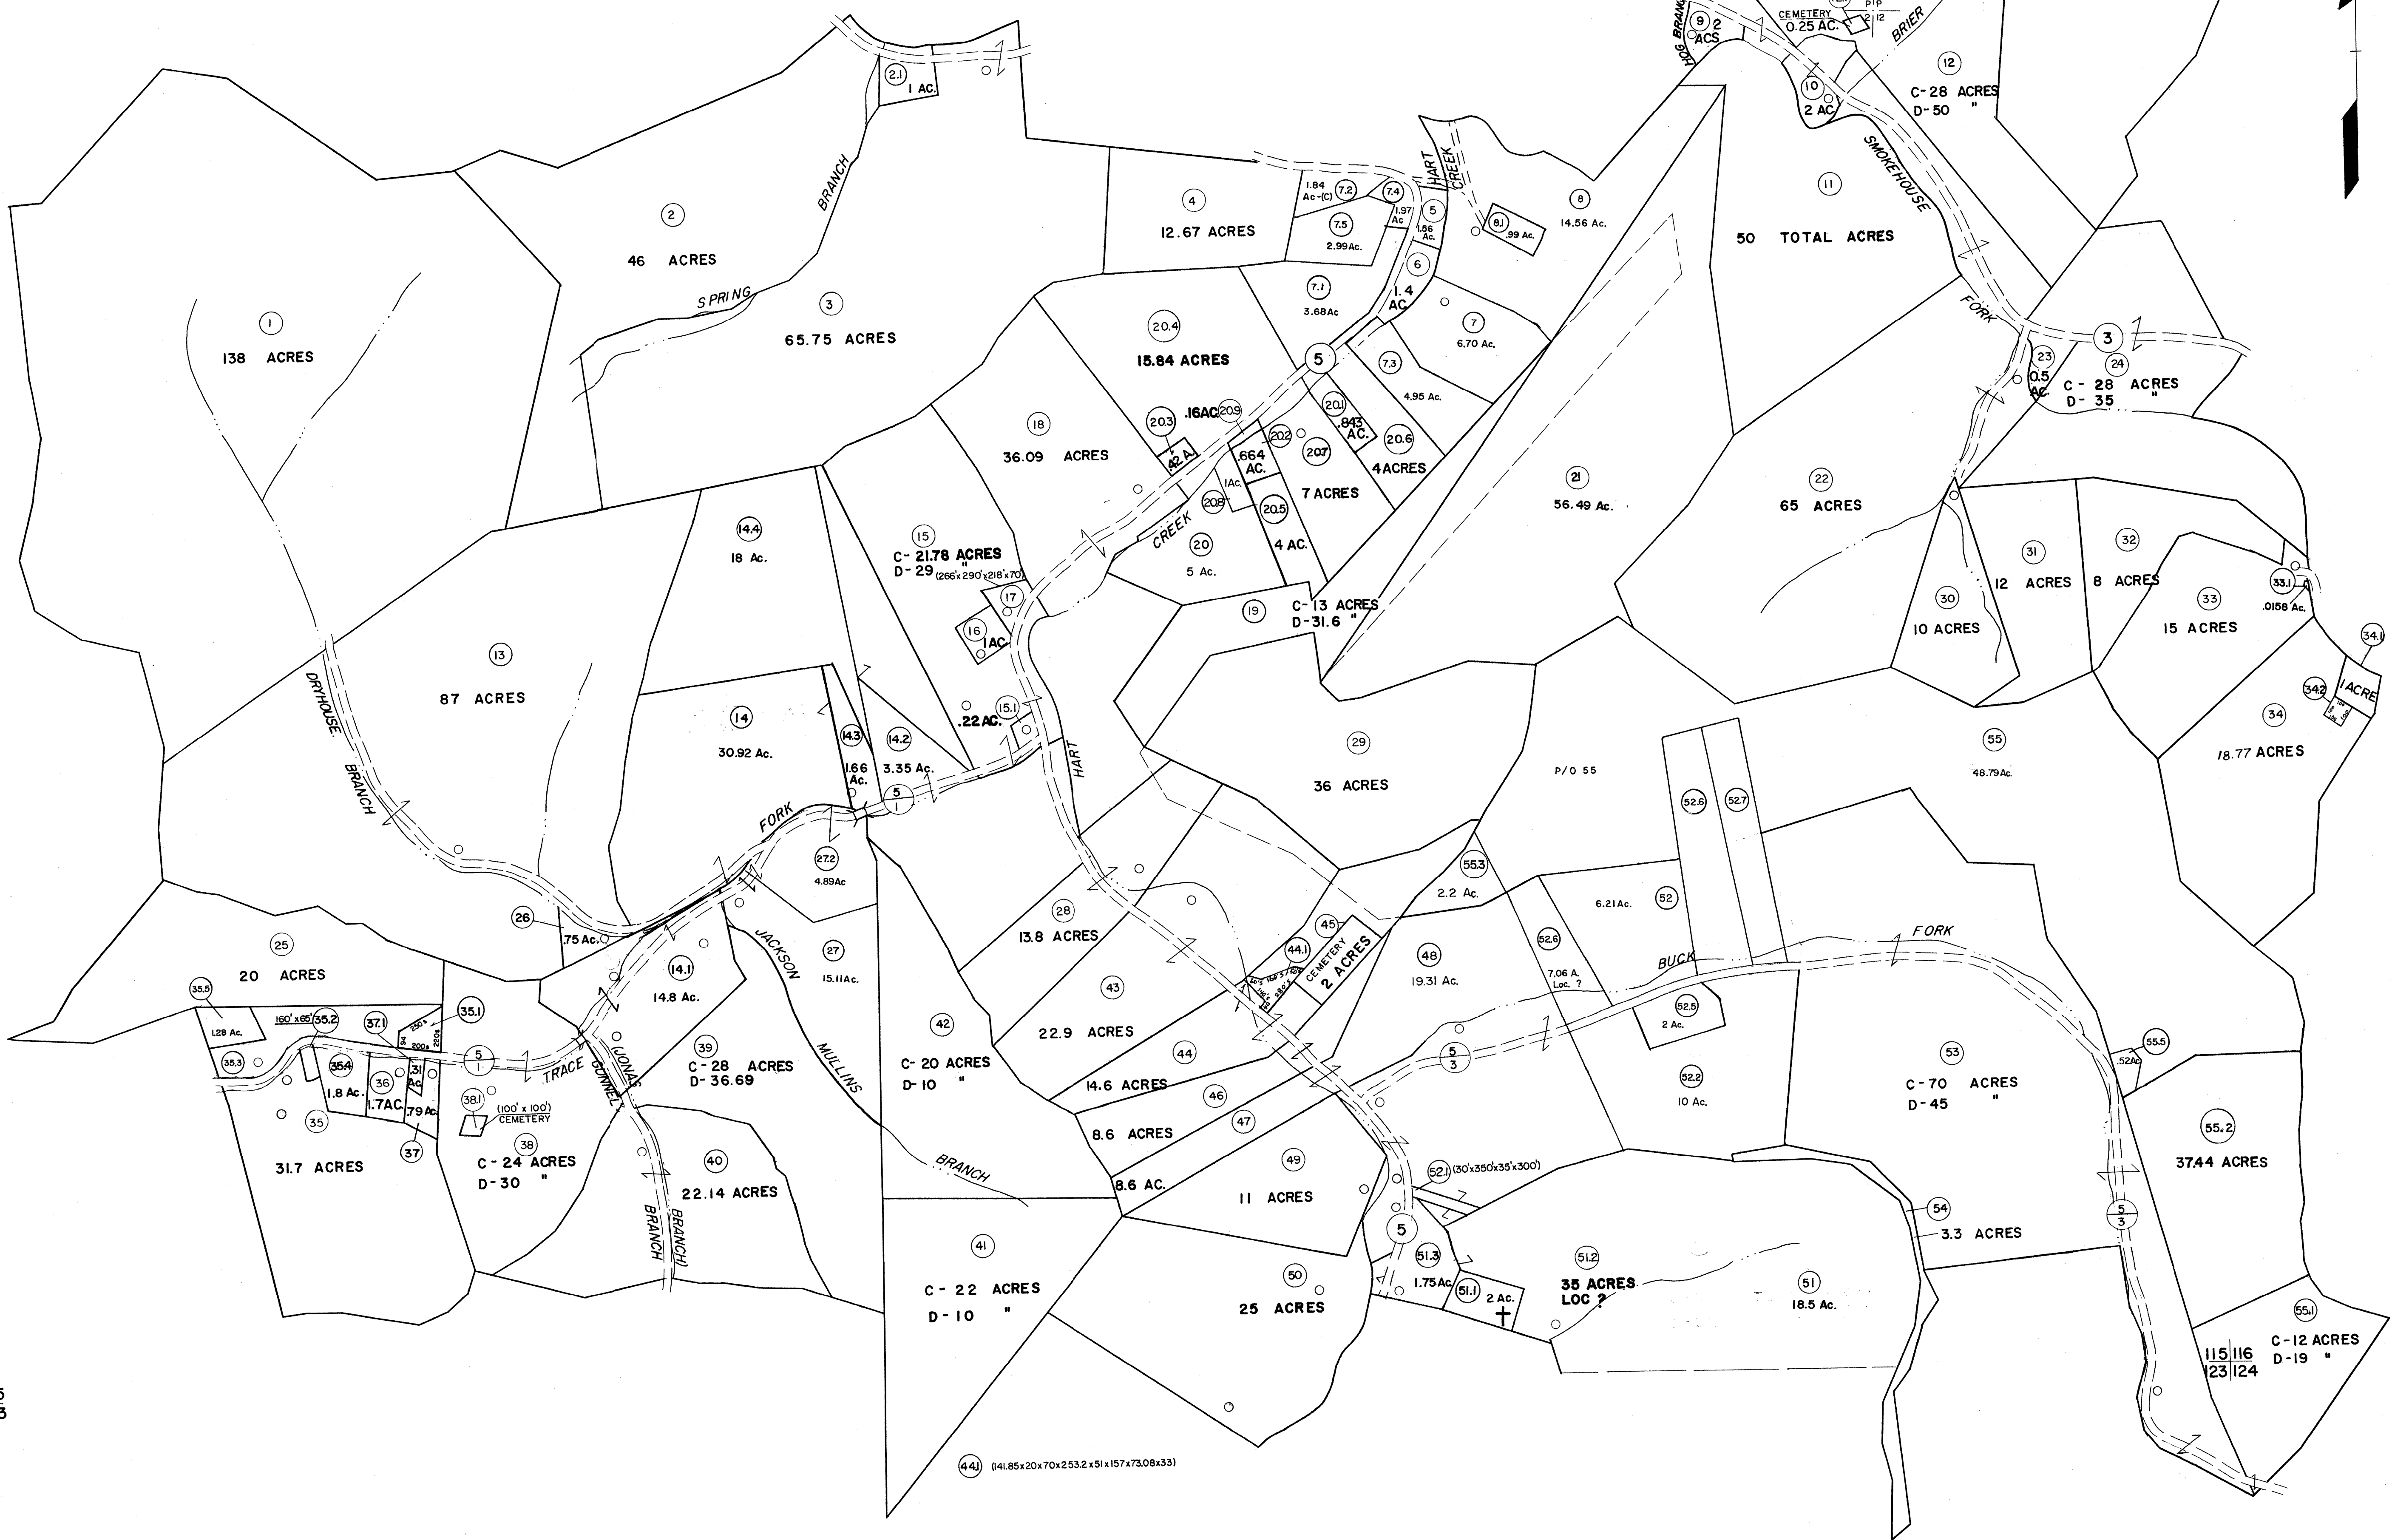 HOG BRANCH
9
2
ACS
CEMETERY
0.25 AC.
P P
2 12
BRIER
12
C-28 ACRES
D-50 "
10
2 AC
2.1
1 AC.
SMOKEHOUSE
FORK
11
50 TOTAL ACRES
BRANCH
SPRING
2
46 ACRES
1
138 ACRES
3
65.75 ACRES
4
12.67 ACRES
1.84
Ac-(C)
7.2
7.4
1.97
Ac
7.5
2.99Ac.
HART
CREEK
5
1.56
Ac.
6
1.4
AC.
8.1
.99 Ac.
8
14.56 Ac.
7.1
3.68Ac
7
6.70 Ac.
7.3
4.95 Ac.
5
20.4
15.84 ACRES
20.3
.42 A.
.16AC
20.9
20.2
.664
AC.
20.1
.843
AC.
20.6
4 ACRES
20.7
7 ACRES
1Ac.
20.8
20.5
4 AC.
CREEK
20
5 Ac.
18
36.09 ACRES
3
23
0.5
AC.
24
C- 28 ACRES
D- 35 "
21
56.49 Ac.
22
65 ACRES
14.4
18 Ac.
15
C-21.78 ACRES
D-29 "
(266'x290'x218'x70')
17
16
1AC.
19
C-13 ACRES
D-31.6 "
30
10 ACRES
31
12 ACRES
32
8 ACRES
33
15 ACRES
33.1
.0158 Ac.
34.1
1 ACRE
34.2
34
18.77 ACRES
13
87 ACRES
DRYHOUSE
BRANCH
14
30.92 Ac.
14.3
1.66
Ac.
14.2
3.35 Ac.
.22AC.
15.1
5
1
HART
29
36 ACRES
P/O 55
52.6
52.7
55
48.79Ac.
FORK
27.2
4.89Ac
26
.75 Ac.
25
20 ACRES
14.1
14.8 Ac.
JACKSON
MULLINS
BRANCH
27
15.11Ac.
28
13.8 ACRES
43
22.9 ACRES
44
14.6 ACRES
44.1
45
CEMETERY
2 ACRES
55.3
2.2 Ac.
48
19.31 Ac.
52.6
7.06 A.
Loc. ?
6.21Ac.
52
BUCK
FORK
52.5
2 Ac.
52.2
10 Ac.
5
3
53
C-70 ACRES
D-45 "
55.5
.52Ac
55.2
37.44 ACRES
35.5
1.28 Ac.
35.3
160' x 65'
35.2
37.1
35.1
250±
94
200±
220±
35.4
1.8 Ac.
36
1.7AC.
.31
Ac
.79 Ac.
37
35
31.7 ACRES
5
1
TRACE
GUNNEL
(JONAS
BRANCH
BRANCH)
38.1
(100' x 100')
CEMETERY
38
C-24 ACRES
D-30 "
39
C-28 ACRES
D-36.69
40
22.14 ACRES
42
C-20 ACRES
D-10 "
46
8.6 ACRES
47
8.6 AC.
49
11 ACRES
52.1
(30'x350'x35'x300')
5
51.3
1.75Ac.
51.1
2 Ac.
51.2
35 ACRES
LOC ?
51
18.5 Ac.
54
3.3 ACRES
5
3
41
C- 22 ACRES
D-10 "
50
25 ACRES
55.1
C-12 ACRES
D-19 "
115 116
123 124
5
3
44.1 (141.85x20x70x253.2x51x157x73.08x33)